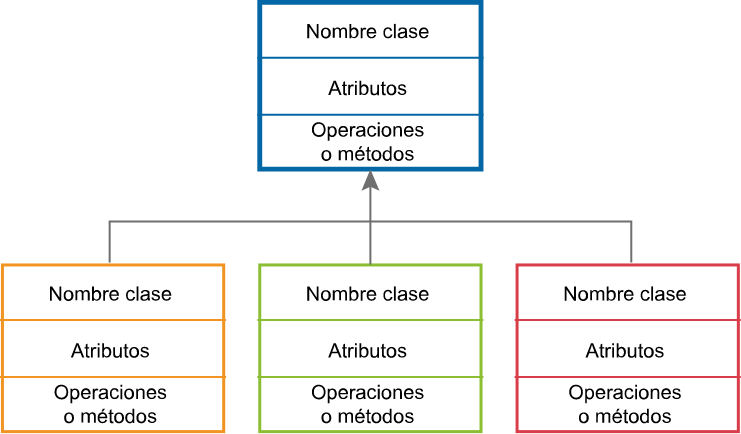 Nombre clase
Atributos
Operaciones
o métodos
Nombre clase
Atributos
Operaciones
o métodos
Nombre clase
Atributos
Operaciones
o métodos
Nombre clase
Atributos
Operaciones
o métodos